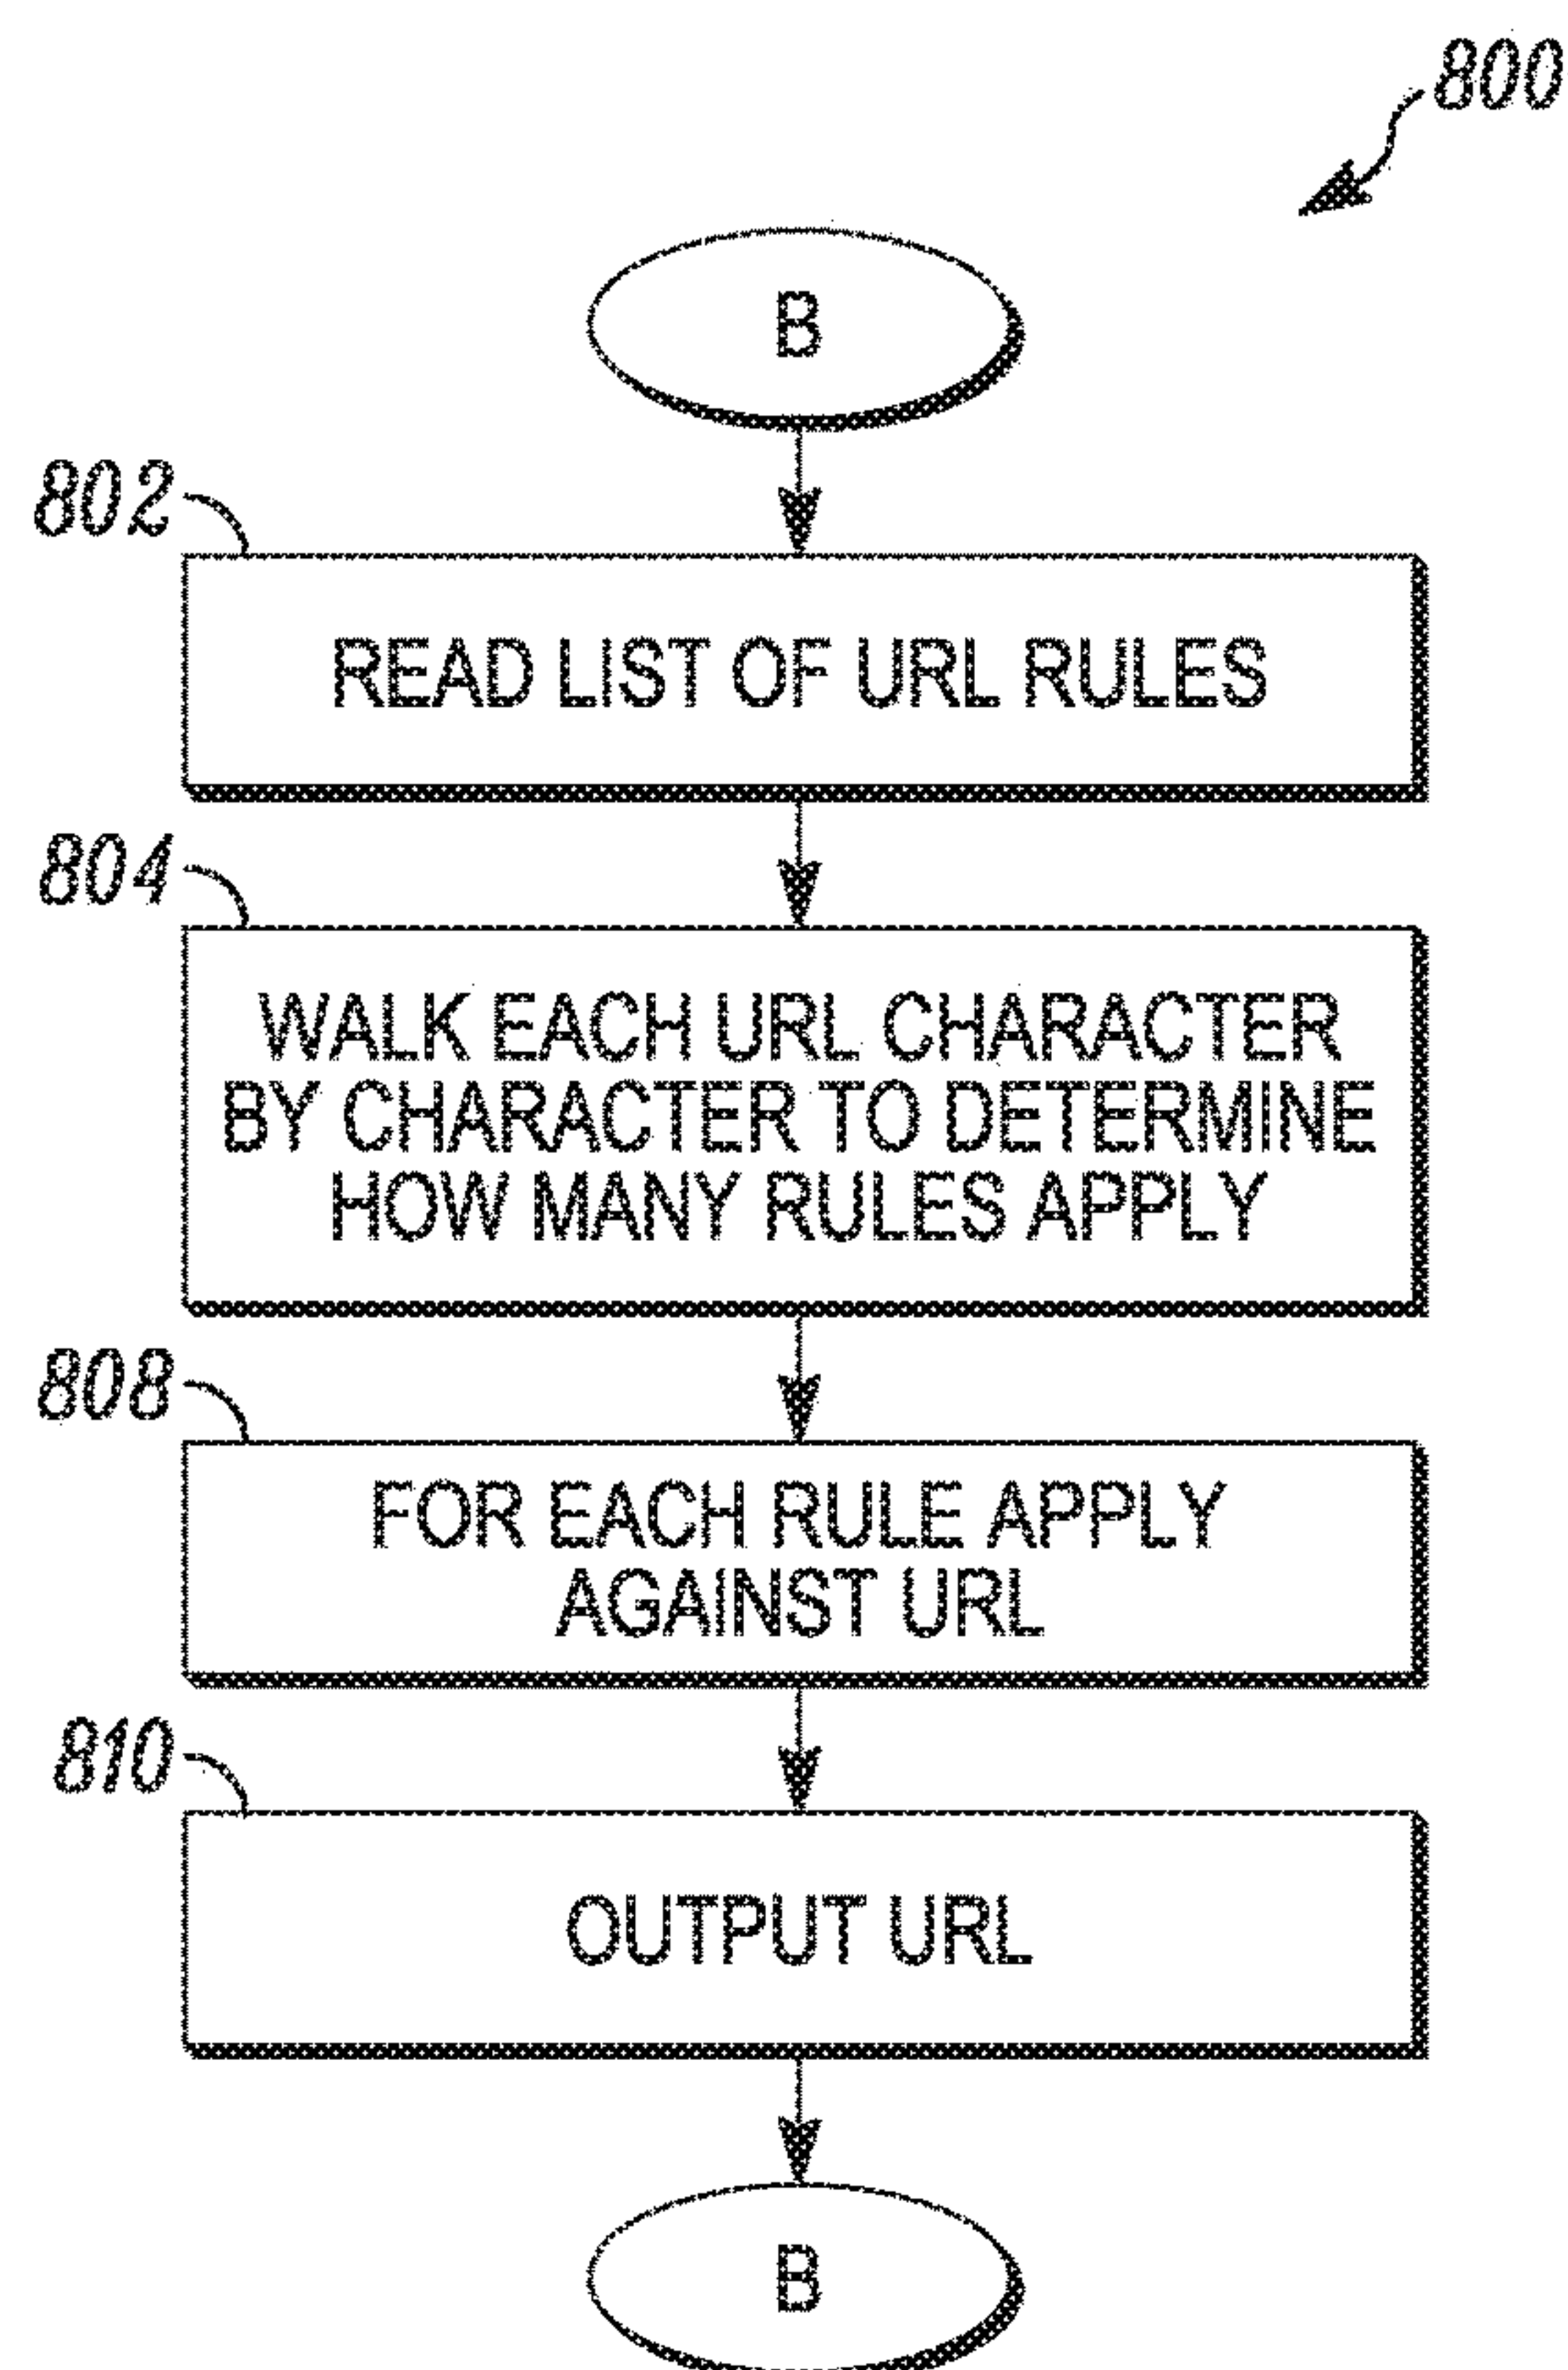 800
B
802
READ LIST OF URL RULES
804
WALK EACH URL CHARACTER
BY CHARACTER TO DETERMINE
HOW MANY RULES APPLY
808
FOR EACH RULE APPLY
AGAINST URL
810
OUTPUT URL
B